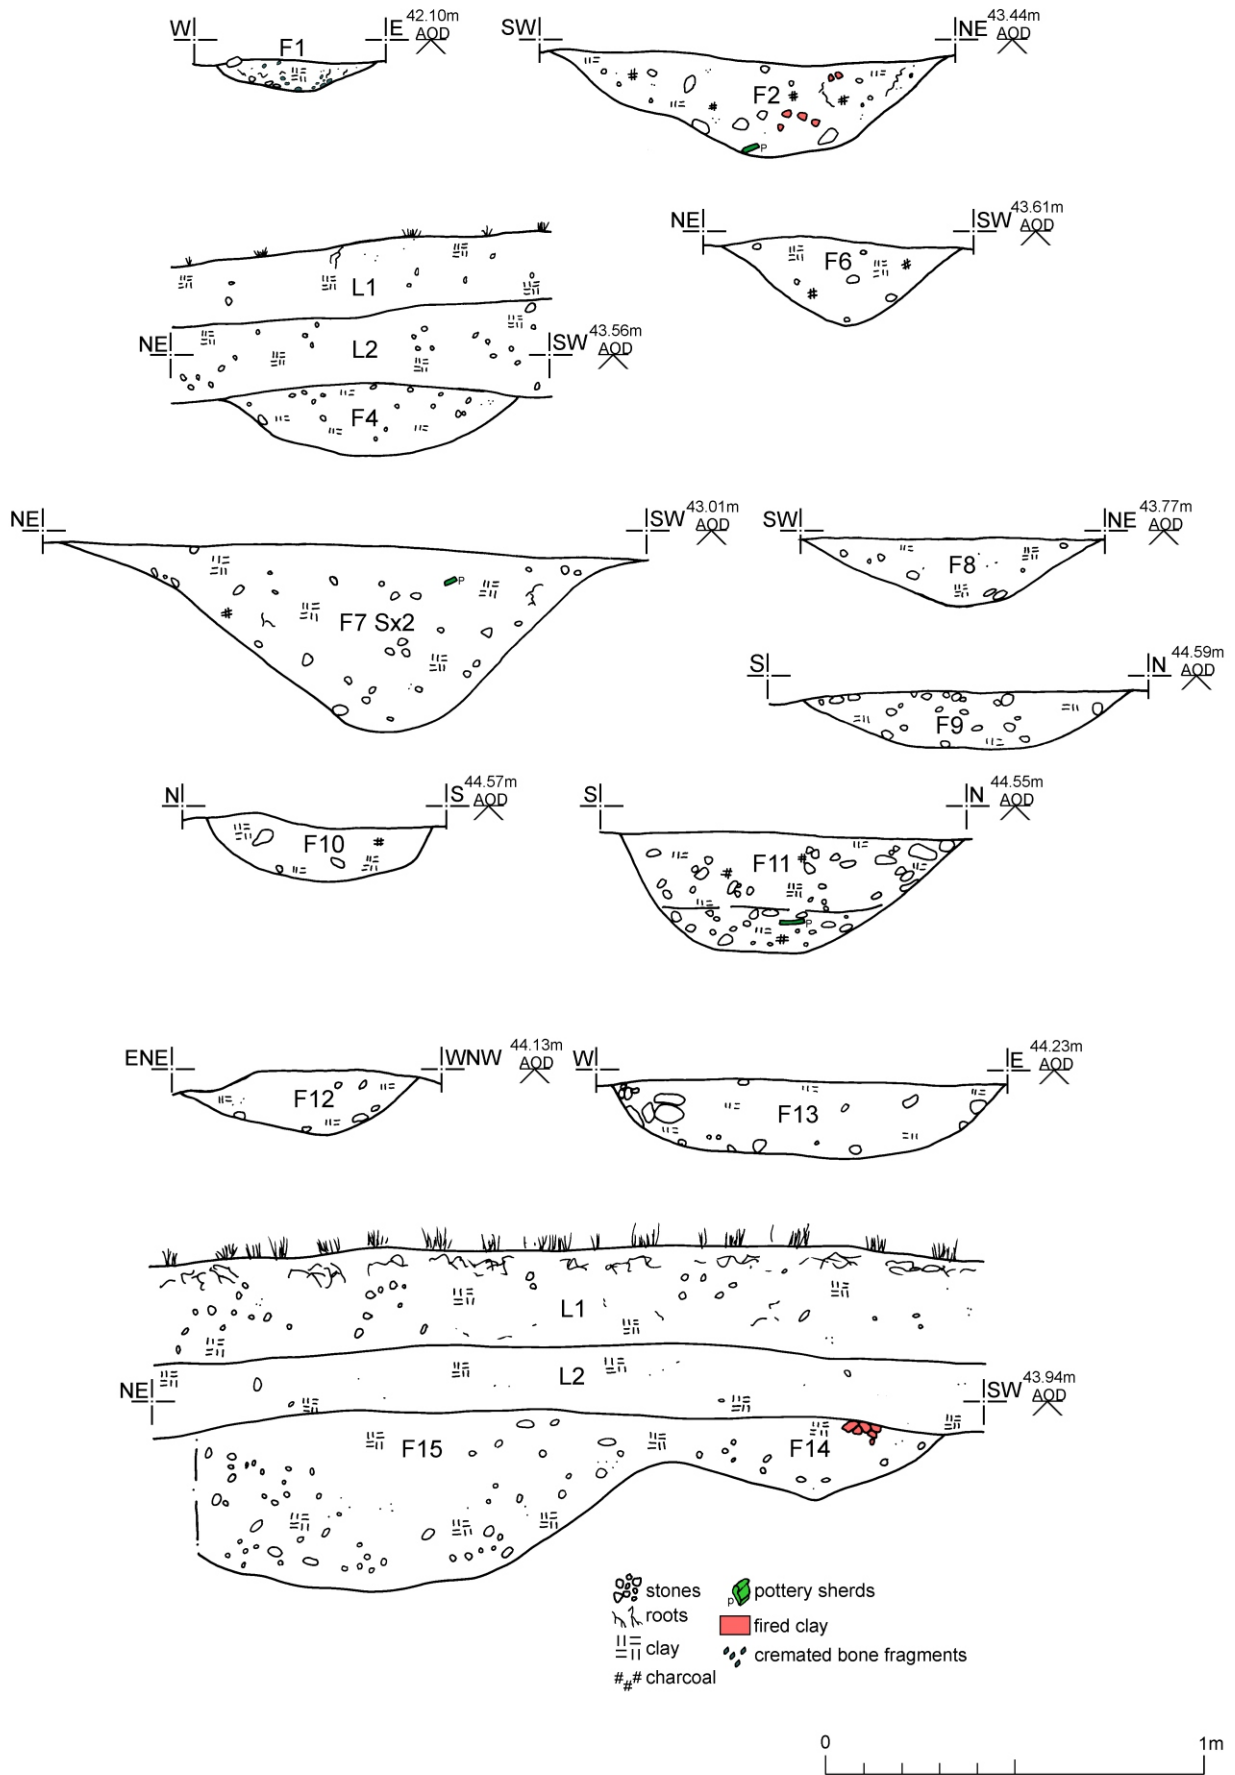 W E 42.10m
AOD
F1
SW NE 43.44m
AOD
F2
P
NE SW 43.61m
AOD
F6
L1
NE L2 SW 43.56m
AOD
F4
NE SW 43.01m
AOD
P
F7 Sx2
SW NE 43.77m
AOD
F8
S N 44.59m
AOD
F9
N S 44.57m
AOD
F10
S N 44.55m
AOD
F11
P
ENE WNW 44.13m
AOD
F12
W E 44.23m
AOD
F13
L1
L2
NE SW 43.94m
AOD
F15 F14
stones
roots
clay
charcoal
p pottery sherds
fired clay
cremated bone fragments
0 1m